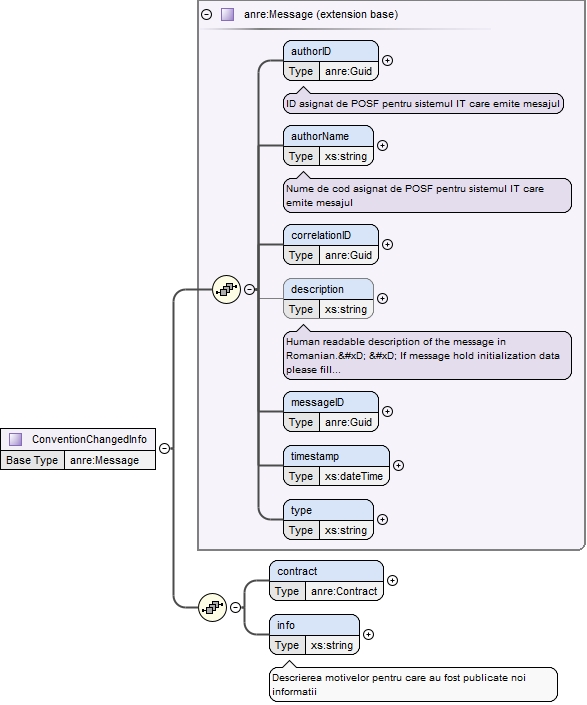 anre:Message (extension base)
authorID
Type anre:Guid
ID asignat de POSF pentru sistemul IT care emite mesajul
authorName
Type xs:string
Nume de cod asignat de POSF pentru sistemul IT care
emite mesajul
correlationID
Type anre:Guid
description
Type xs:string
Human readable description of the message in
Romanian.&#xD; &#xD; If message hold initialization data
please fill...
messageID
Type anre:Guid
ConventionChangedInfo
Base Type anre:Message
timestamp
Type xs:dateTime
type
Type xs:string
contract
Type anre:Contract
info
Type xs:string
Descrierea motivelor pentru care au fost publicate noi
informatii